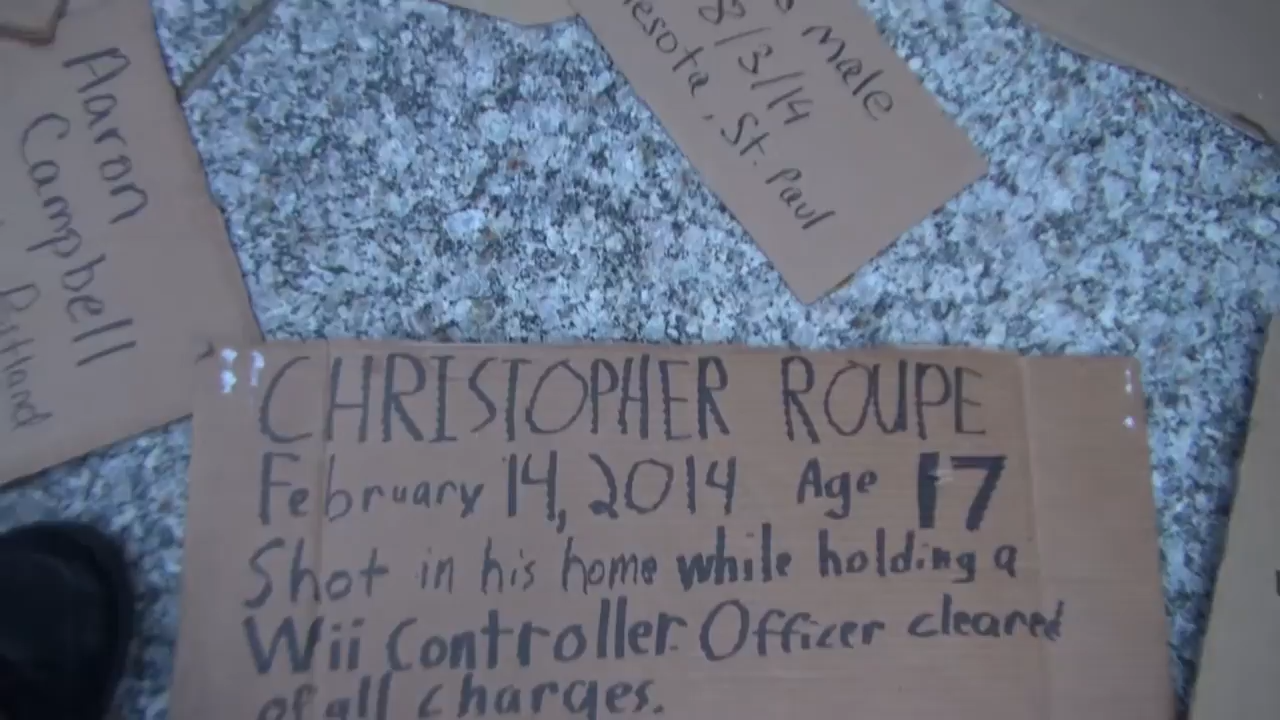 Aaron
Campbell
Portland
Male
8/3/14
St. Paul
CHRISTOPHER ROUPE
February 14, 2014 Age 17
Shot in his home while holding a
Wii Controller. Officer cleared
of all charges.